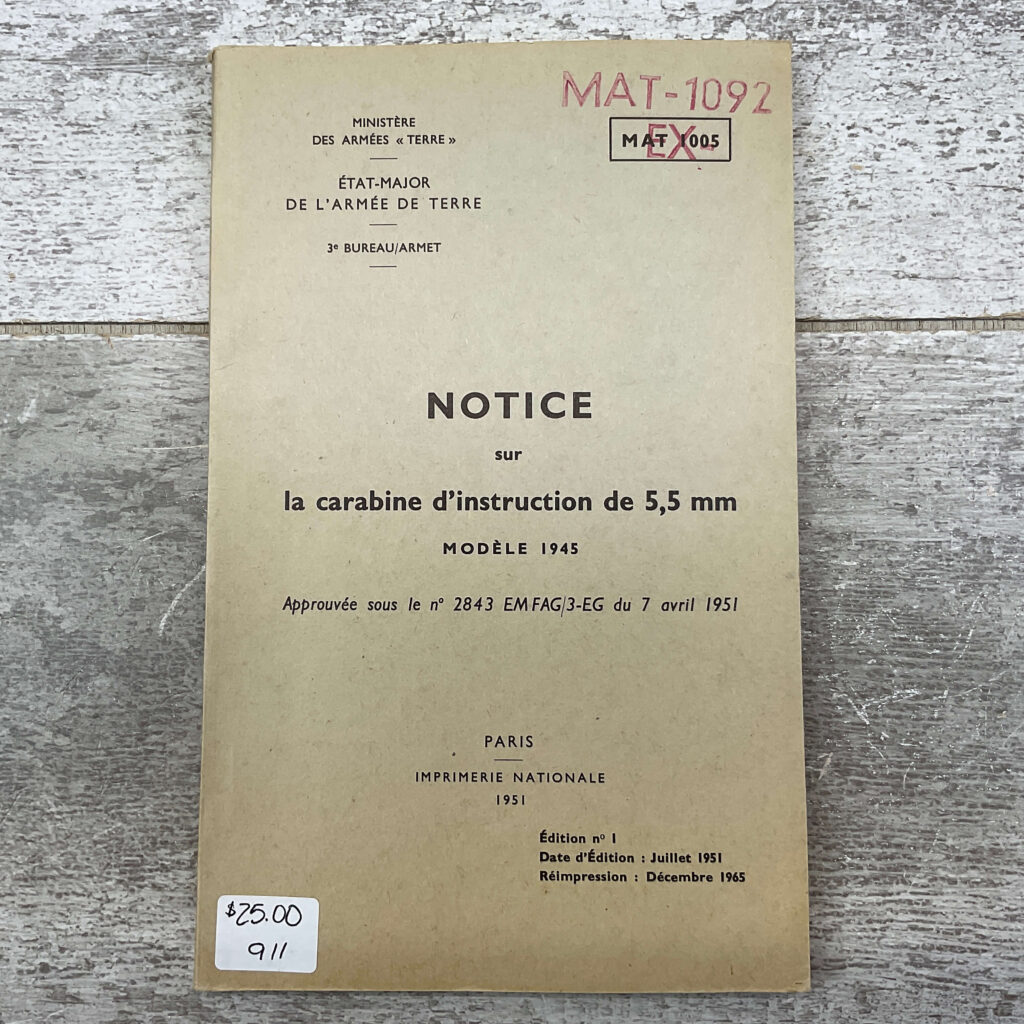 MAT-1092
EX-
MAT 1005
MINISTÈRE
DES ARMÉES « TERRE »
ÉTAT-MAJOR
DE L'ARMÉE DE TERRE
3e BUREAU/ARMET
NOTICE
sur
la carabine d'instruction de 5,5 mm
MODÈLE 1945
Approuvée sous le nº 2843 EMFAG/3-EG du 7 avril 1951
PARIS
IMPRIMERIE NATIONALE
1951
Édition nº 1
Date d'Édition : Juillet 1951
Réimpression : Décembre 1965
$25.00
911